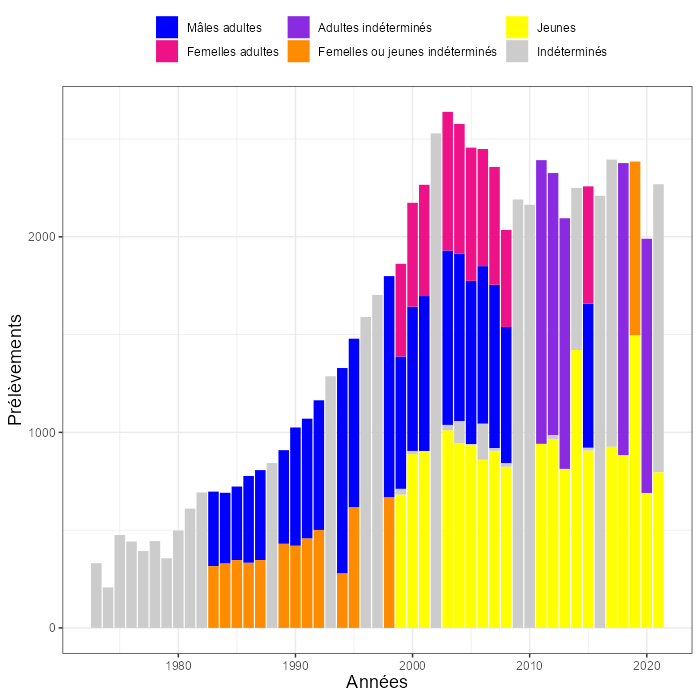 Mâles adultes Adultes indéterminés Jeunes
Femelles adultes Femelles ou jeunes indéterminés Indéterminés
2000
1000
0
Prélèvements
1980 1990 2000 2010 2020
Années